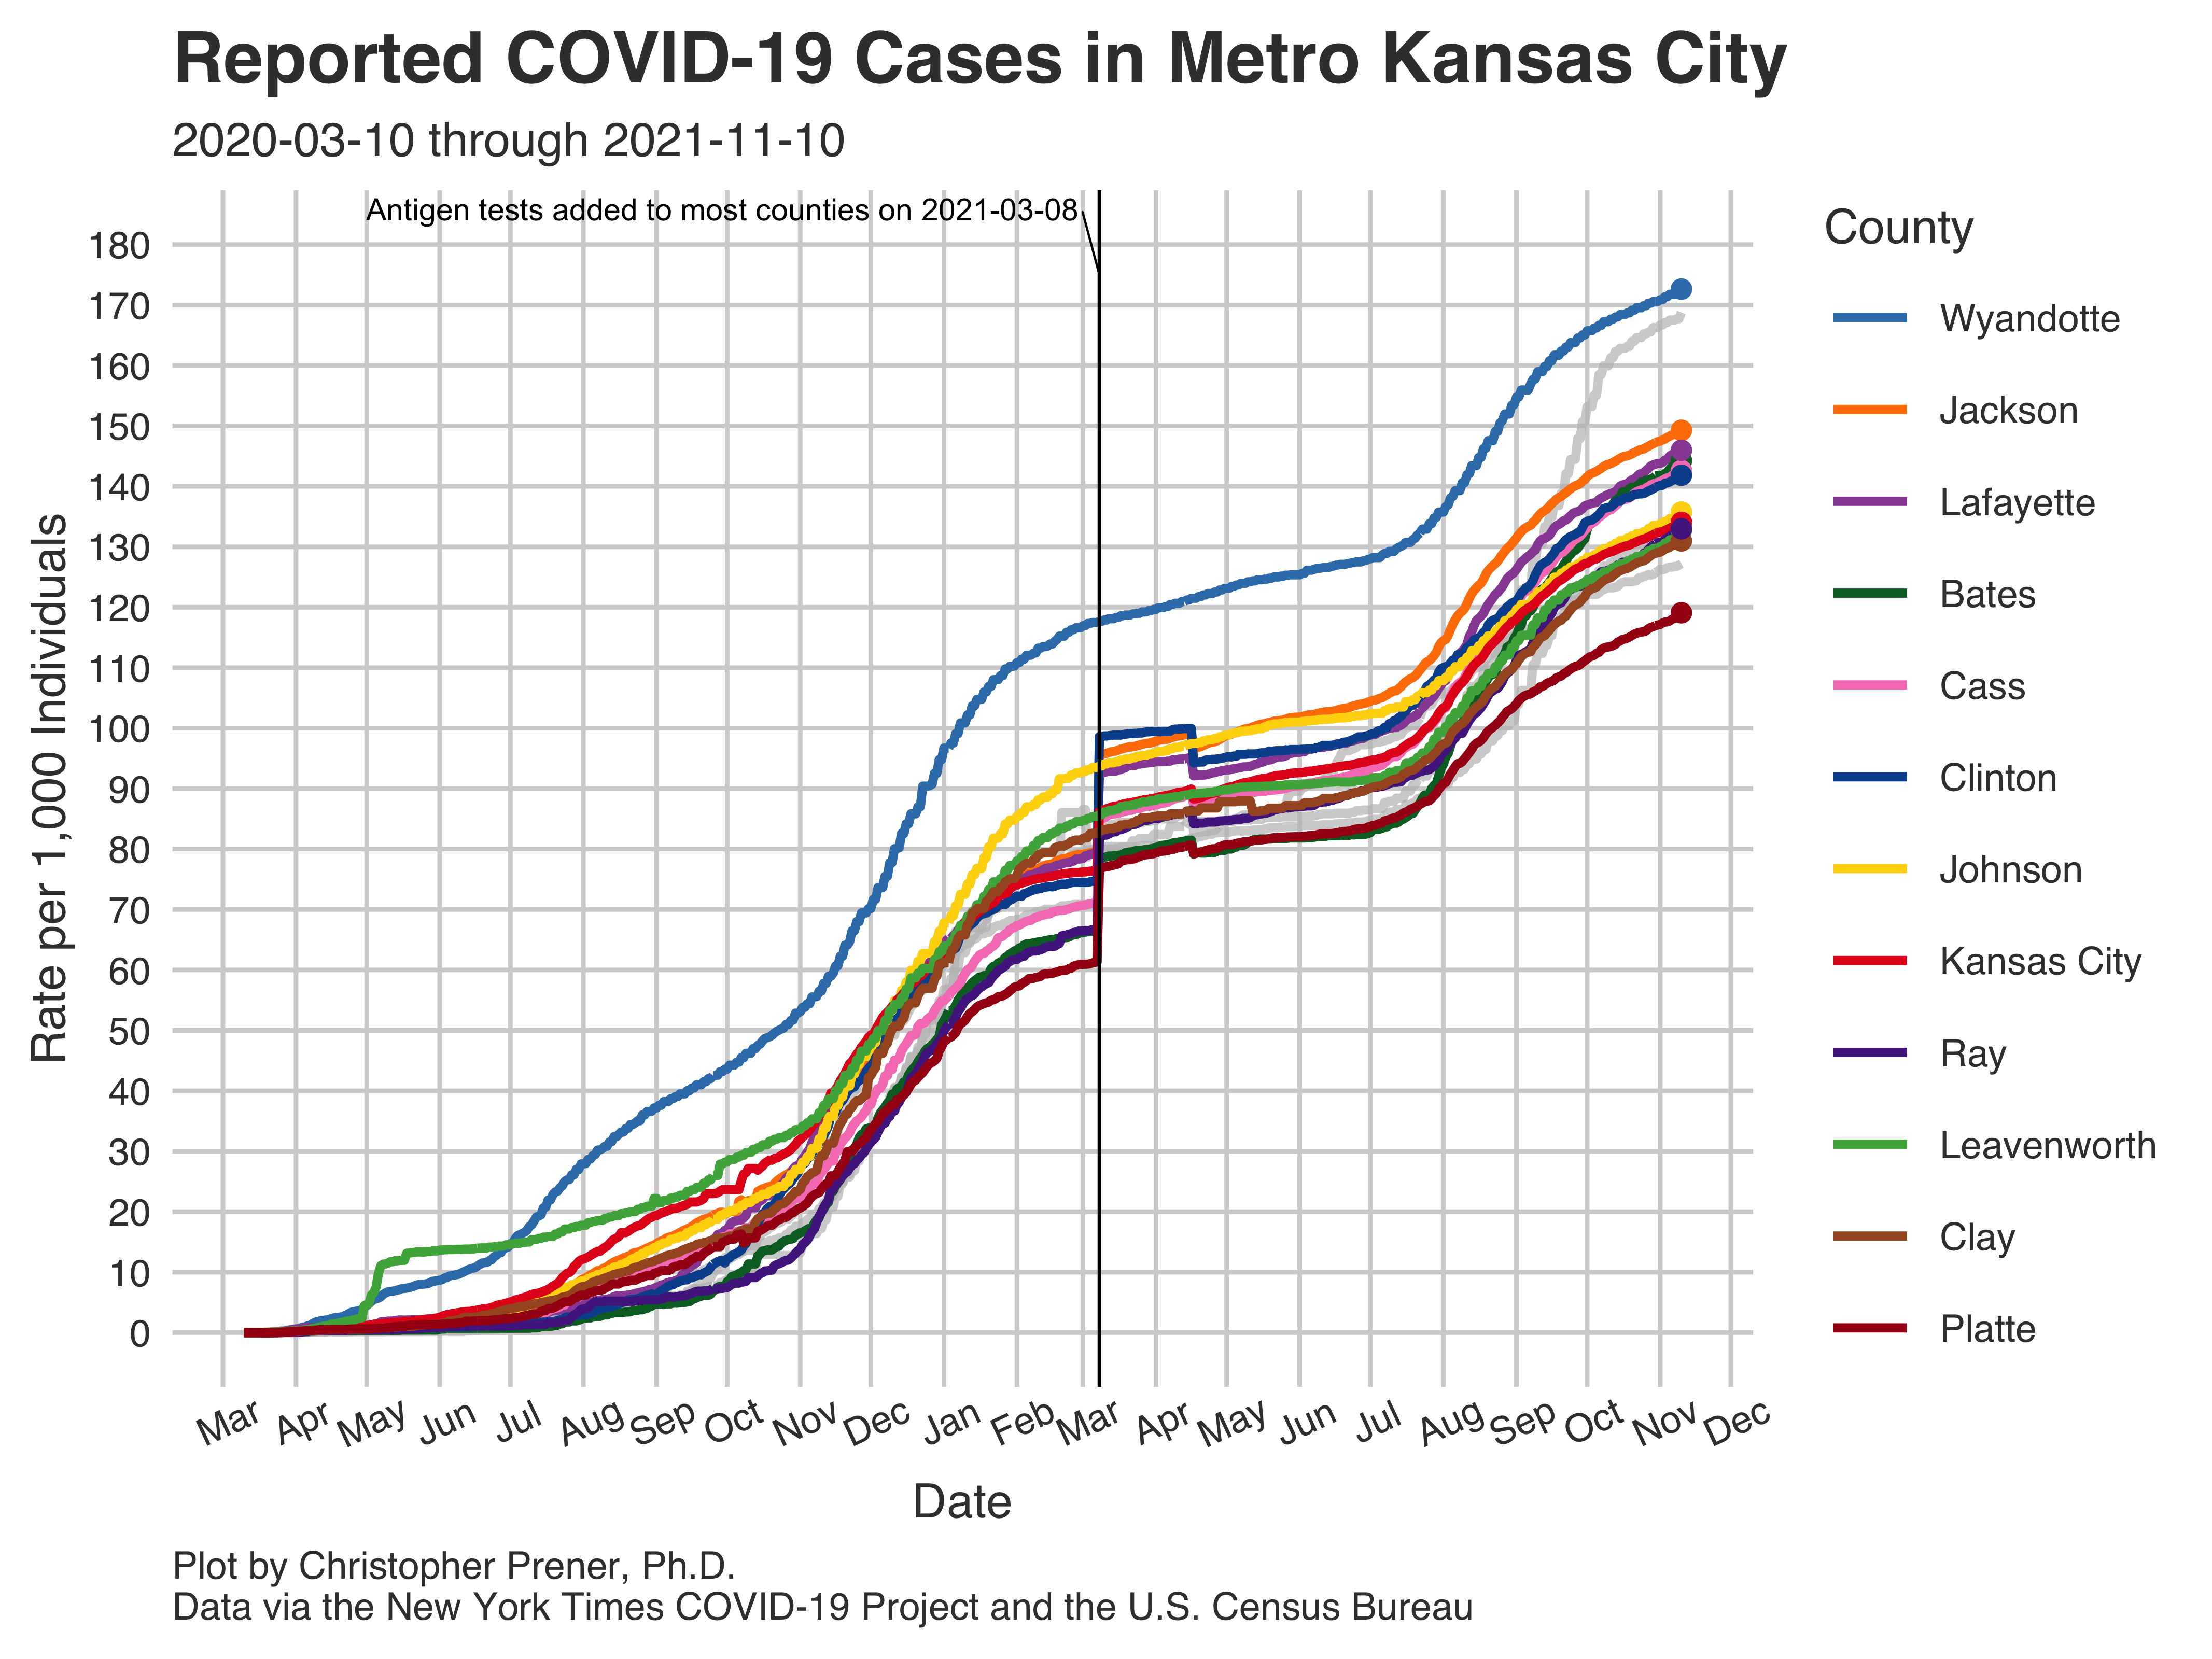 Reported COVID-19 Cases in Metro Kansas City
2020-03-10 through 2021-11-10
Antigen tests added to most counties on 2021-03-08
180
170
160
150
140
130
120
110
100
90
80
70
60
50
40
30
20
10
0
Rate per 1,000 Individuals
Mar Apr May Jun Jul Aug Sep Oct Nov Dec Jan Feb Mar Apr May Jun Jul Aug Sep Oct Nov Dec
Date
County
Wyandotte
Jackson
Lafayette
Bates
Cass
Clinton
Johnson
Kansas City
Ray
Leavenworth
Clay
Platte
Plot by Christopher Prener, Ph.D.
Data via the New York Times COVID-19 Project and the U.S. Census Bureau